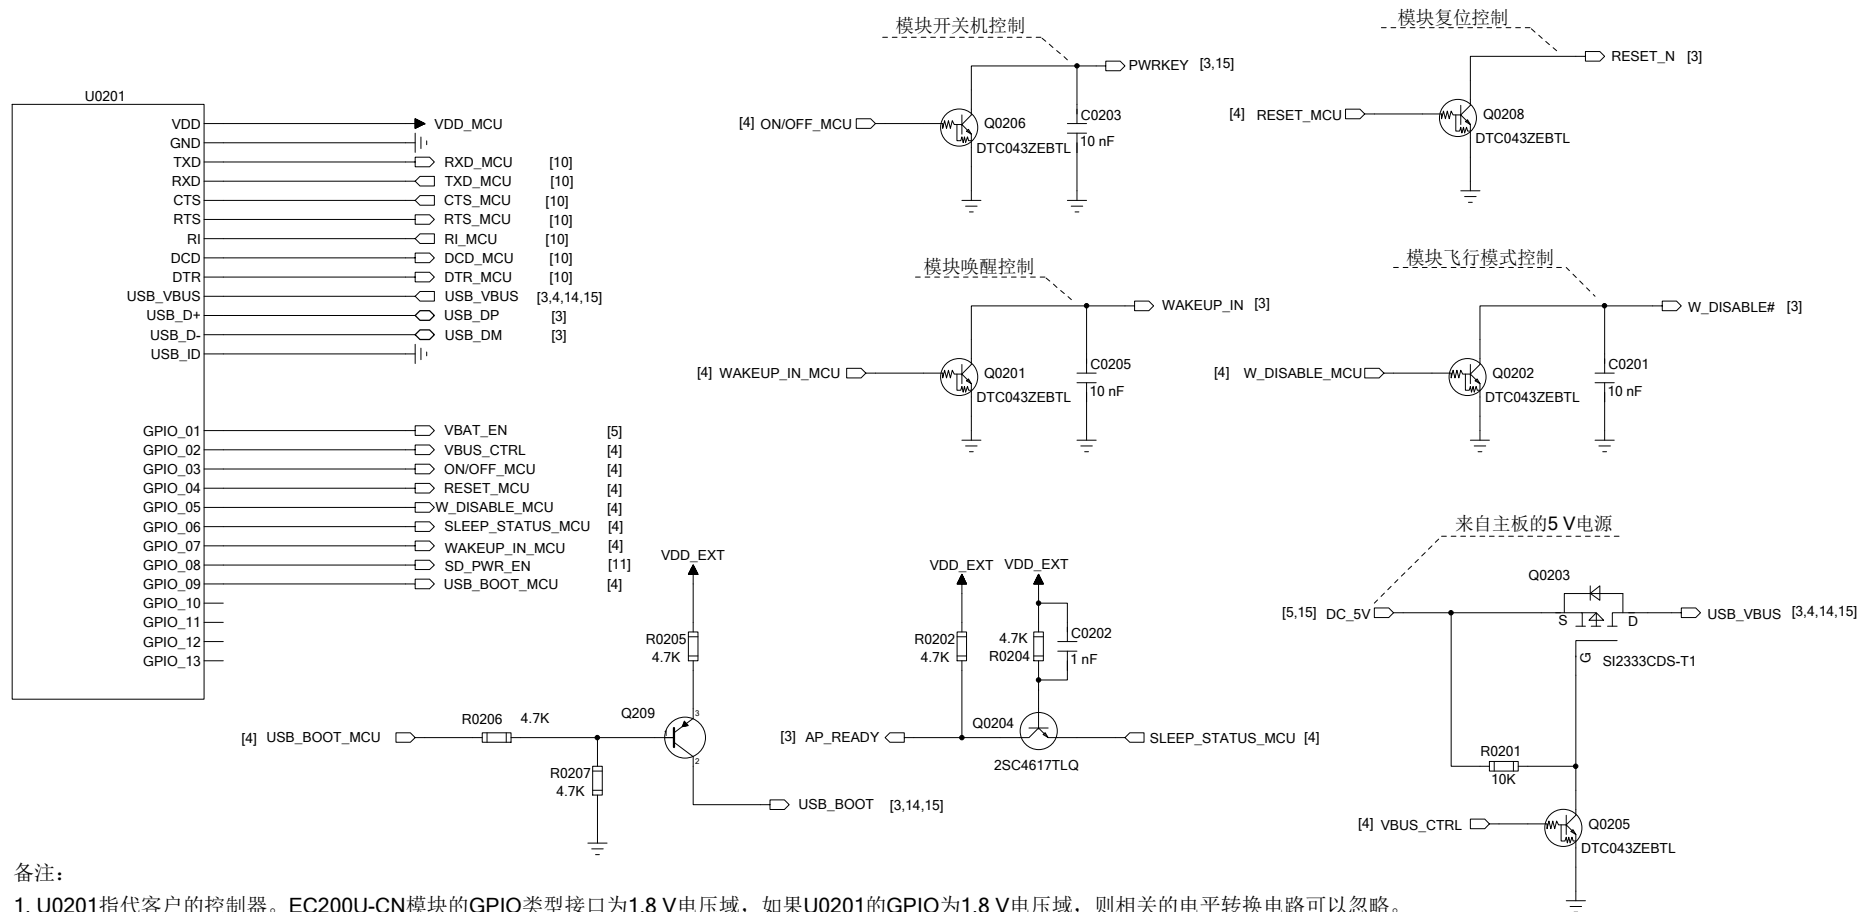 模块开关机控制
PWRKEY [3,15]
[4] ON/OFF_MCU
Q0206
DTC043ZEBTL
C0203
10 nF
模块复位控制
RESET_N [3]
[4] RESET_MCU
Q0208
DTC043ZEBTL
U0201
VDD VDD_MCU
GND
TXD RXD_MCU [10]
RXD TXD_MCU [10]
CTS CTS_MCU [10]
RTS RTS_MCU [10]
RI RI_MCU [10]
DCD DCD_MCU [10]
DTR DTR_MCU [10]
USB_VBUS USB_VBUS [3,4,14,15]
USB_D+ USB_DP [3]
USB_D- USB_DM [3]
USB_ID
GPIO_01 VBAT_EN [5]
GPIO_02 VBUS_CTRL [4]
GPIO_03 ON/OFF_MCU [4]
GPIO_04 RESET_MCU [4]
GPIO_05 W_DISABLE_MCU [4]
GPIO_06 SLEEP_STATUS_MCU [4]
GPIO_07 WAKEUP_IN_MCU [4]
GPIO_08 SD_PWR_EN [11]
GPIO_09 USB_BOOT_MCU [4]
GPIO_10
GPIO_11
GPIO_12
GPIO_13
模块唤醒控制
WAKEUP_IN [3]
[4] WAKEUP_IN_MCU
Q0201
DTC043ZEBTL
C0205
10 nF
模块飞行模式控制
W_DISABLE# [3]
[4] W_DISABLE_MCU
Q0202
DTC043ZEBTL
C0201
10 nF
VDD_EXT
R0205
4.7K
[4] USB_BOOT_MCU
R0206 4.7K
Q209
1
3
2
R0207
4.7K
USB_BOOT [3,14,15]
VDD_EXT VDD_EXT
R0202
4.7K
4.7K
R0204
C0202
1 nF
[3] AP_READY
Q0204
2SC4617TLQ
SLEEP_STATUS_MCU [4]
来自主板的5 V电源
[5,15] DC_5V
Q0203
S D
G
SI2333CDS-T1
USB_VBUS [3,4,14,15]
R0201
10K
[4] VBUS_CTRL
Q0205
DTC043ZEBTL
备注：
1. U0201指代客户的控制器。EC200U-CN模块的GPIO类型接口为1.8 V电压域，如果U0201的GPIO为1.8 V电压域，则相关的电平转换电路可以忽略。